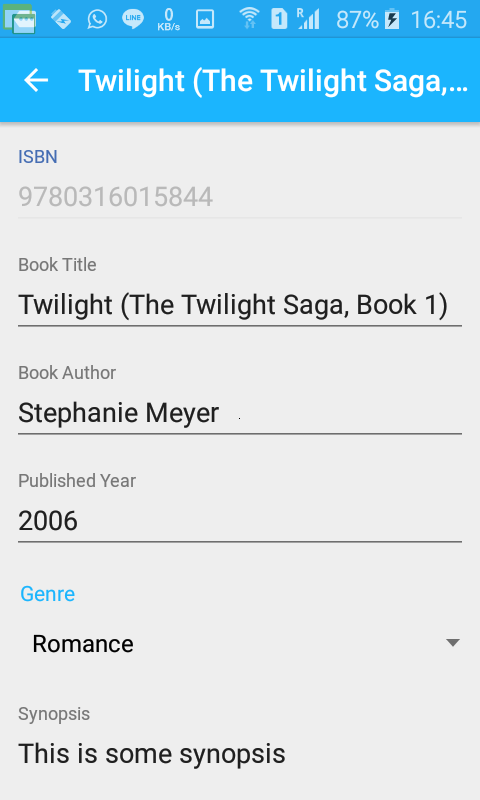 LINE 0 KB/s 1 R 87% 16:45
Twilight (The Twilight Saga,...
ISBN
9780316015844
Book Title
Twilight (The Twilight Saga, Book 1)
Book Author
Stephanie Meyer
Published Year
2006
Genre
Romance
Synopsis
This is some synopsis